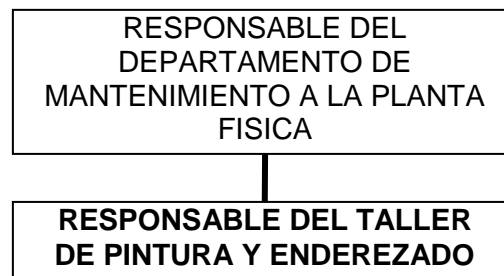 RESPONSABLE DEL
DEPARTAMENTO DE
MANTENIMIENTO A LA PLANTA
FISICA
RESPONSABLE DEL TALLER
DE PINTURA Y ENDEREZADO